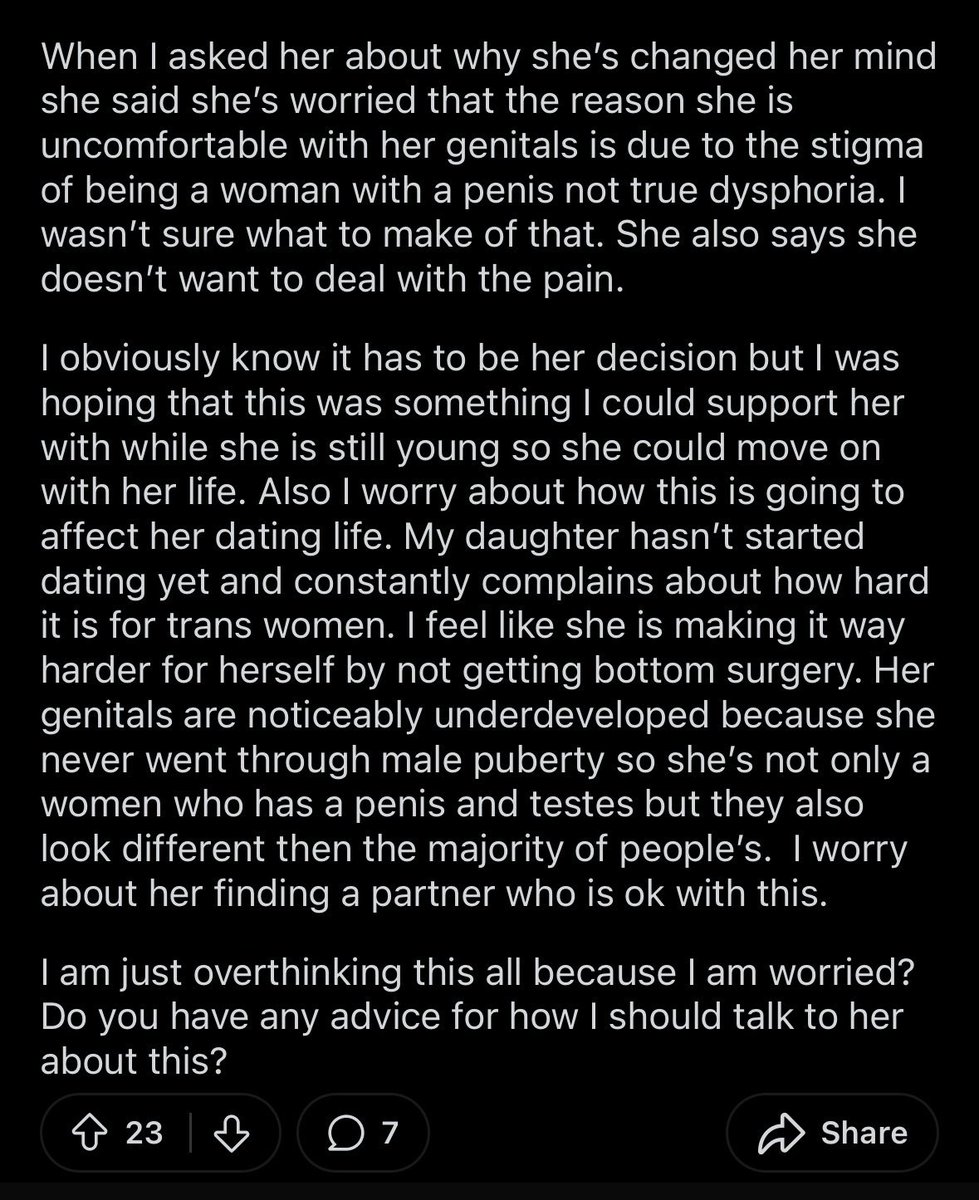 When I asked her about why she's changed her mind
she said she's worried that the reason she is
uncomfortable with her genitals is due to the stigma
of being a woman with a penis not true dysphoria. I
wasn't sure what to make of that. She also says she
doesn't want to deal with the pain.
I obviously know it has to be her decision but I was
hoping that this was something I could support her
with while she is still young so she could move on
with her life. Also I worry about how this is going to
affect her dating life. My daughter hasn't started
dating yet and constantly complains about how hard
it is for trans women. I feel like she is making it way
harder for herself by not getting bottom surgery. Her
genitals are noticeably underdeveloped because she
never went through male puberty so she's not only a
women who has a penis and testes but they also
look different then the majority of people's.  I worry
about her finding a partner who is ok with this.
I am just overthinking this all because I am worried?
Do you have any advice for how I should talk to her
about this?
23 7 Share